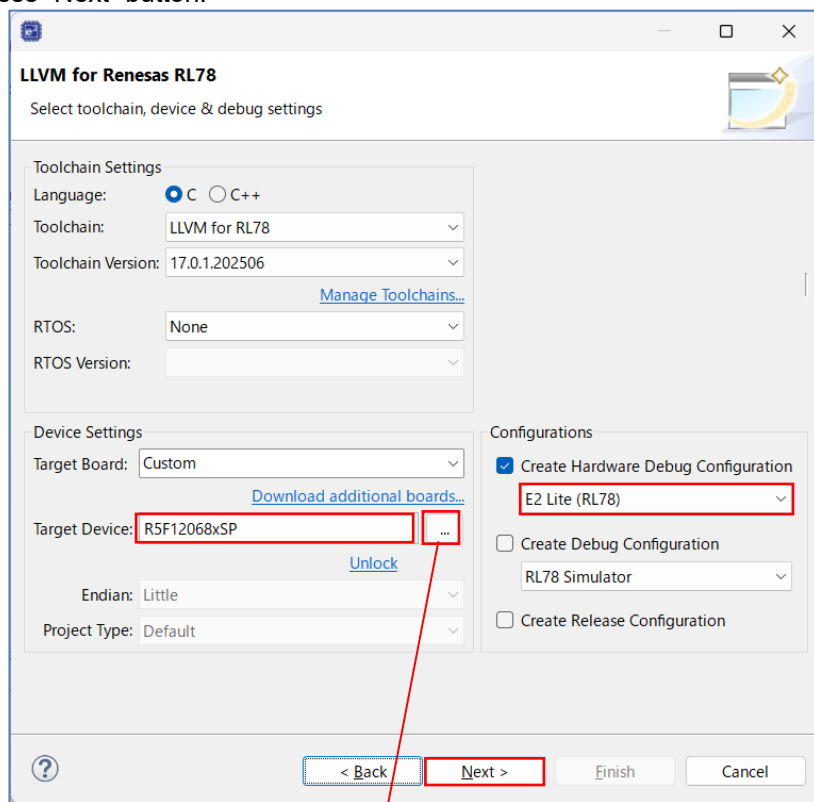 LLVM for Renesas RL78
Select toolchain, device & debug settings
Toolchain Settings
Language: C C++
Toolchain: LLVM for RL78
Toolchain Version: 17.0.1.202506
Manage Toolchains...
RTOS: None
RTOS Version:
Device Settings
Target Board: Custom
Download additional boards...
Target Device: R5F12068xSP ...
Unlock
Endian: Little
Project Type: Default
Configurations
Create Hardware Debug Configuration
E2 Lite (RL78)
Create Debug Configuration
RL78 Simulator
Create Release Configuration
? < Back Next > Finish Cancel